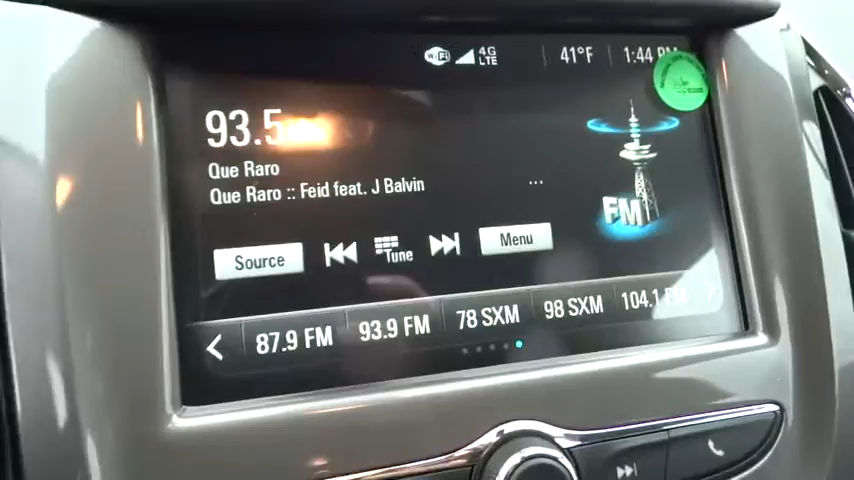 WiFi 4G LTE 41°F 1:44 PM
93.5
Que Raro
Que Raro :: Feid feat. J Balvin
...
FM
Source Tune Menu
87.9 FM 93.9 FM 78 SXM 98 SXM 104.1 FM